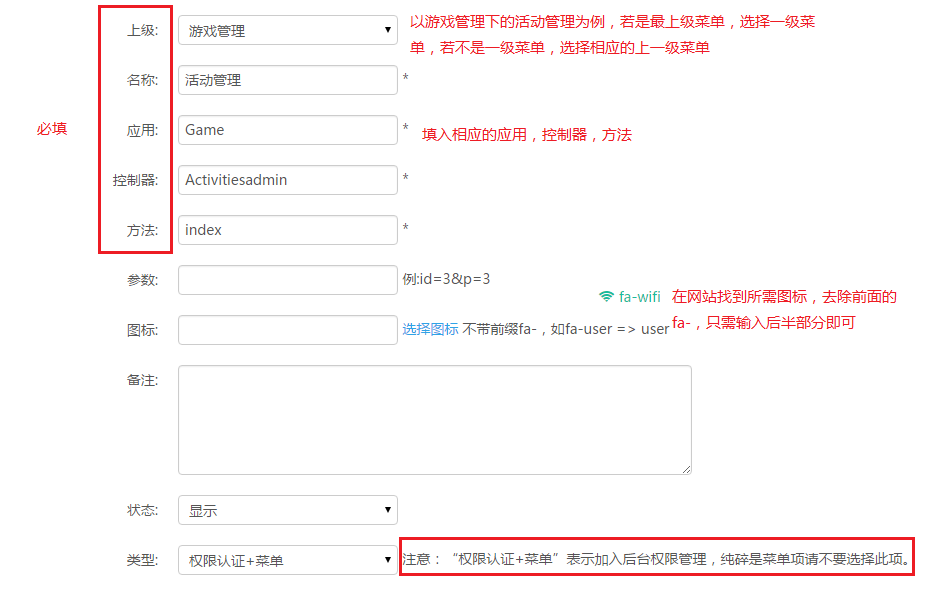 上级: 游戏管理 以游戏管理下的活动管理为例，若是最上级菜单，选择一级菜
单，若不是一级菜单，选择相应的上一级菜单
名称: 活动管理 *
必填
应用: Game * 填入相应的应用，控制器，方法
控制器: Activitiesadmin *
方法: index *
参数: 例:id=3&p=3
fa-wifi 在网站找到所需图标，去除前面的
fa-，只需输入后半部分即可
图标: 选择图标 不带前缀fa-，如fa-user => user
备注:
状态: 显示
类型: 权限认证+菜单 注意：“权限认证+菜单”表示加入后台权限管理，纯碎是菜单项请不要选择此项。